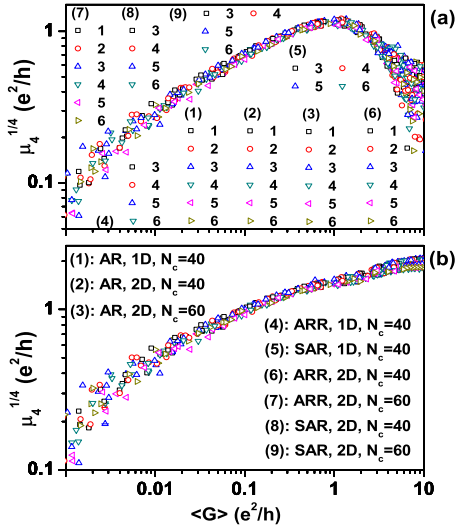 (7) (8) (9) 3 4 (a)
1 3 5
2 4 6 (5)
3 5 3 4
4 6 5 6
5 (1) (2) (3) (6)
6 1 1 1 1
2 2 2 2
3 3 3 3 3
4 4 4 4 4
5 5 5 5 5
(4) 6 6 6 6 6
μ4^1/4 (e²/h)
0.1
(b)
(1): AR, 1D, Nc=40
(2): AR, 2D, Nc=40
(3): AR, 2D, Nc=60
(4): ARR, 1D, Nc=40
(5): SAR, 1D, Nc=40
(6): ARR, 2D, Nc=40
(7): ARR, 2D, Nc=60
(8): SAR, 2D, Nc=40
(9): SAR, 2D, Nc=60
μ4^1/4 (e²/h)
1
0.1
0.01 0.1 1 10
<G> (e²/h)